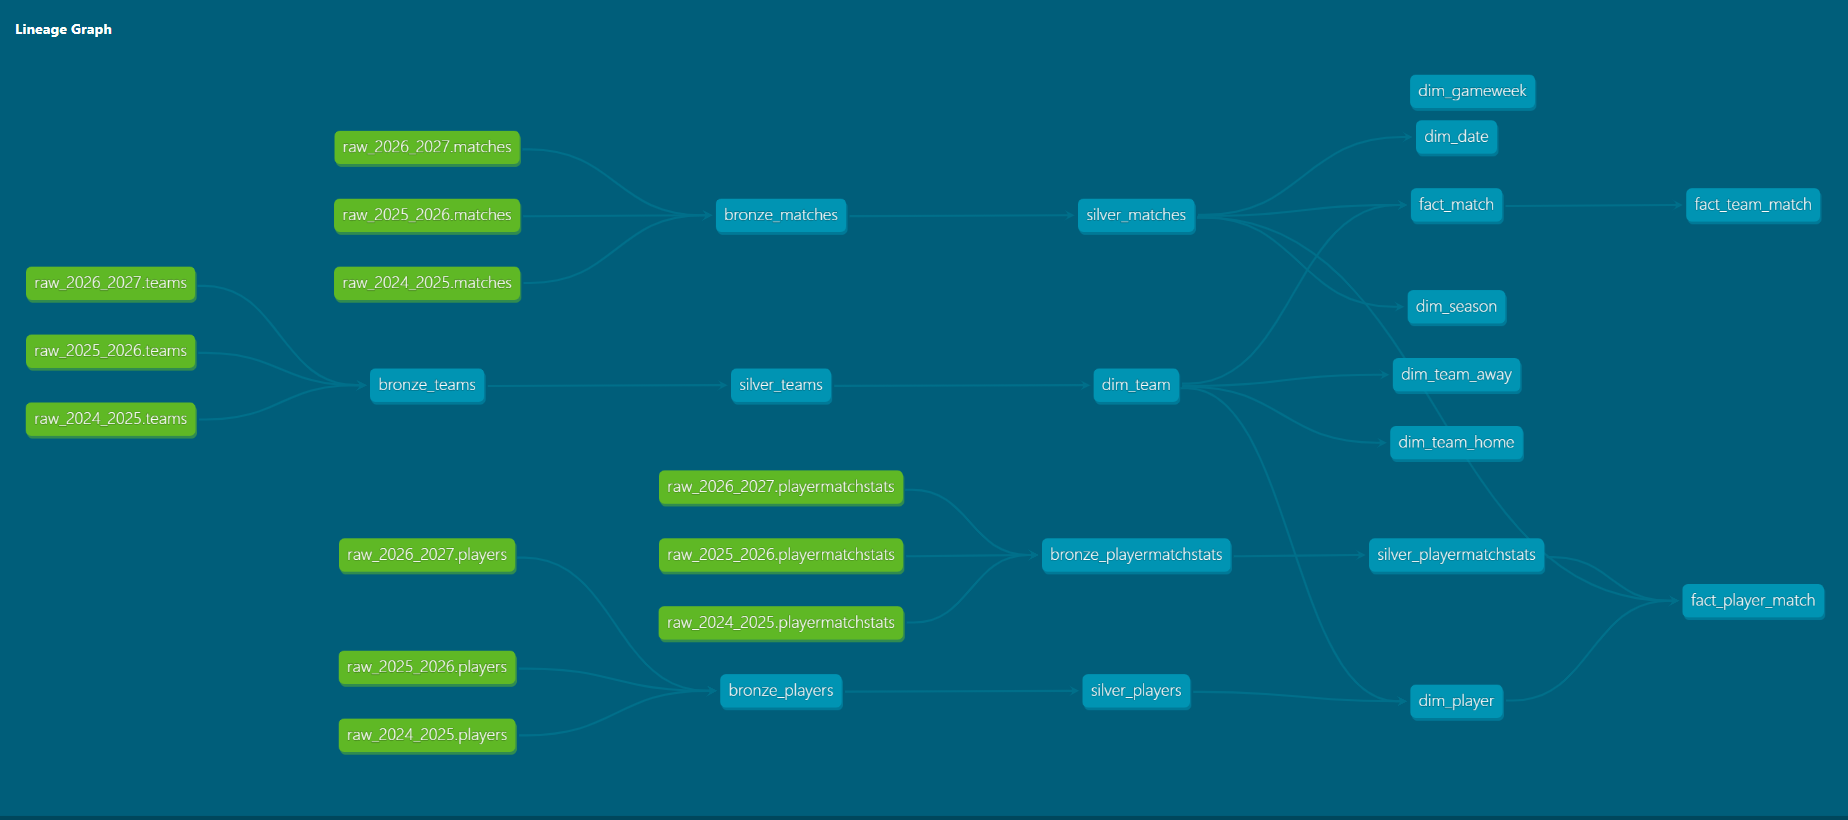 Lineage Graph
dim_gameweek
dim_date
raw_2026_2027.matches
fact_match
fact_team_match
raw_2025_2026.matches
bronze_matches
silver_matches
raw_2026_2027.teams
raw_2024_2025.matches
dim_season
raw_2025_2026.teams
dim_team_away
bronze_teams
silver_teams
dim_team
raw_2024_2025.teams
dim_team_home
raw_2026_2027.playermatchstats
raw_2026_2027.players
raw_2025_2026.playermatchstats
bronze_playermatchstats
silver_playermatchstats
fact_player_match
raw_2024_2025.playermatchstats
raw_2025_2026.players
bronze_players
silver_players
dim_player
raw_2024_2025.players